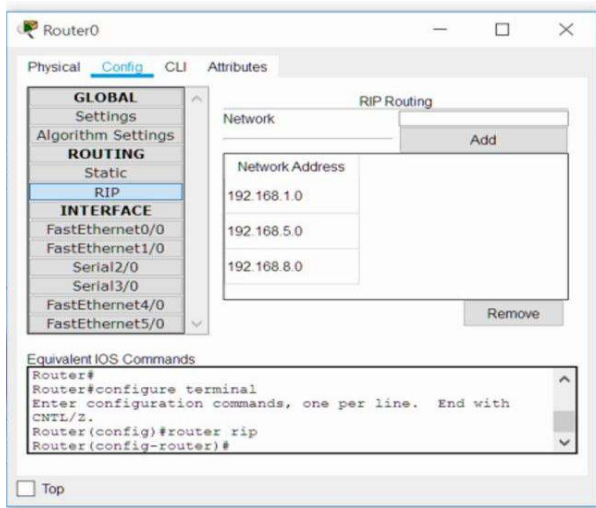 Router0
Physical Config CLI Attributes
GLOBAL
Settings
Algorithm Settings
ROUTING
Static
RIP
INTERFACE
FastEthernet0/0
FastEthernet1/0
Serial2/0
Serial3/0
FastEthernet4/0
FastEthernet5/0
RIP Routing
Network
Add
Network Address
192.168.1.0
192.168.5.0
192.168.8.0
Remove
Equivalent IOS Commands
Router#
Router#configure terminal
Enter configuration commands, one per line. End with
CNTL/Z.
Router(config)#router rip
Router(config-router)#
Top